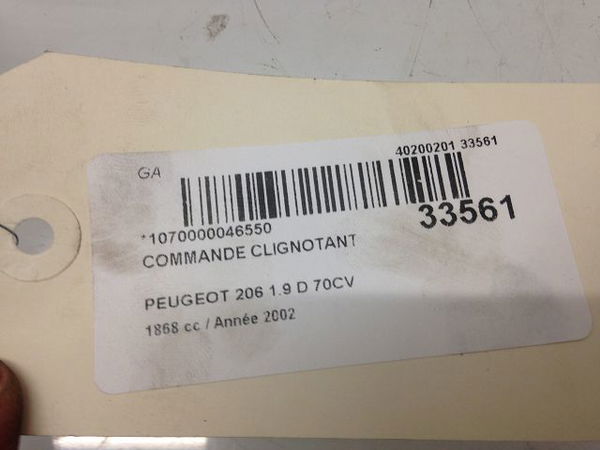 GA
40200201 33561
33561
*1070000046550
COMMANDE CLIGNOTANT
PEUGEOT 206 1.9 D 70CV
1868 cc / Année 2002